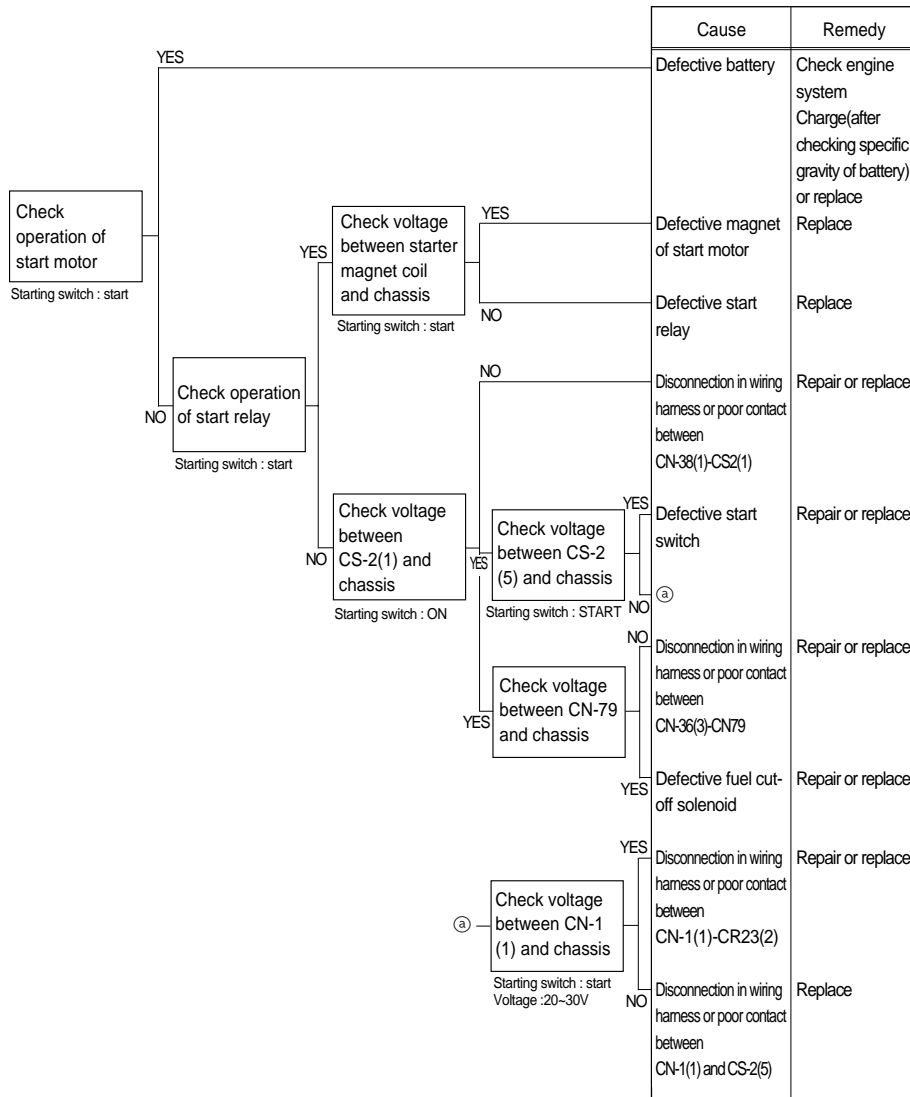 Cause
Remedy
YES
Defective battery
Check engine
system
Charge(after
checking specific
gravity of battery)
or replace
Check
operation of
start motor
Starting switch : start
YES
Check voltage
between starter
magnet coil
and chassis
Starting switch : start
YES
Defective magnet
of start motor
Replace
NO
Defective start
relay
Replace
NO
Check operation
of start relay
Starting switch : start
NO
Disconnection in wiring
harness or poor contact
between
CN-38(1)-CS2(1)
Repair or replace
NO
Check voltage
between
CS-2(1) and
chassis
Starting switch : ON
YES
Check voltage
between CS-2
(5) and chassis
Starting switch : START
YES
Defective start
switch
Repair or replace
NO
ⓐ
YES
Check voltage
between CN-79
and chassis
NO
Disconnection in wiring
harness or poor contact
between
CN-36(3)-CN79
Repair or replace
YES
Defective fuel cut-
off solenoid
Repair or replace
ⓐ
Check voltage
between CN-1
(1) and chassis
Starting switch : start
Voltage :20~30V
YES
Disconnection in wiring
harness or poor contact
between
CN-1(1)-CR23(2)
Repair or replace
NO
Disconnection in wiring
harness or poor contact
between
CN-1(1) and CS-2(5)
Replace